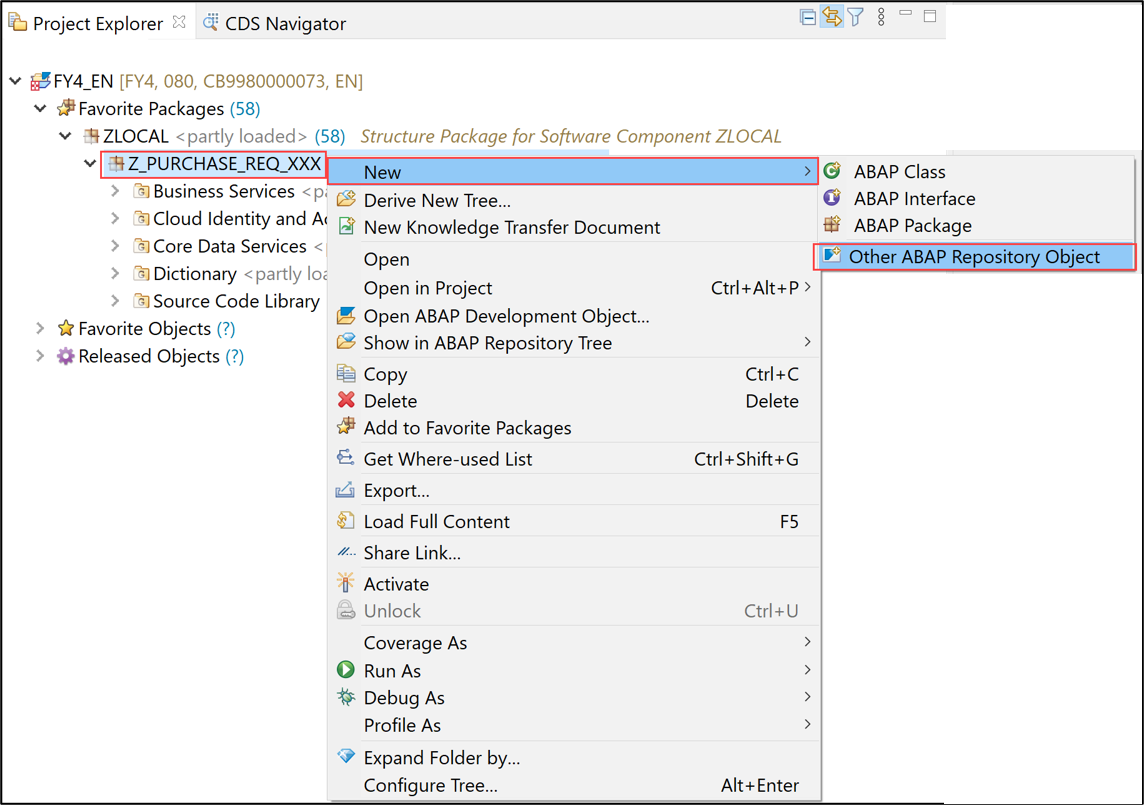 Project Explorer CDS Navigator
FY4_EN [FY4, 080, CB9980000073, EN]
Favorite Packages (58)
ZLOCAL <partly loaded> (58) Structure Package for Software Component ZLOCAL
Z_PURCHASE_REQ_XXX
Business Services <pa
Cloud Identity and Ac
Core Data Services <p
Dictionary <partly loa
Source Code Library
Favorite Objects (?)
Released Objects (?)
New
Derive New Tree...
New Knowledge Transfer Document
Open
Open in Project Ctrl+Alt+P
Open ABAP Development Object...
Show in ABAP Repository Tree
Copy Ctrl+C
Delete Delete
Add to Favorite Packages
Get Where-used List Ctrl+Shift+G
Export...
Load Full Content F5
Share Link...
Activate
Unlock Ctrl+U
Coverage As
Run As
Debug As
Profile As
Expand Folder by...
Configure Tree... Alt+Enter
ABAP Class
ABAP Interface
ABAP Package
Other ABAP Repository Object